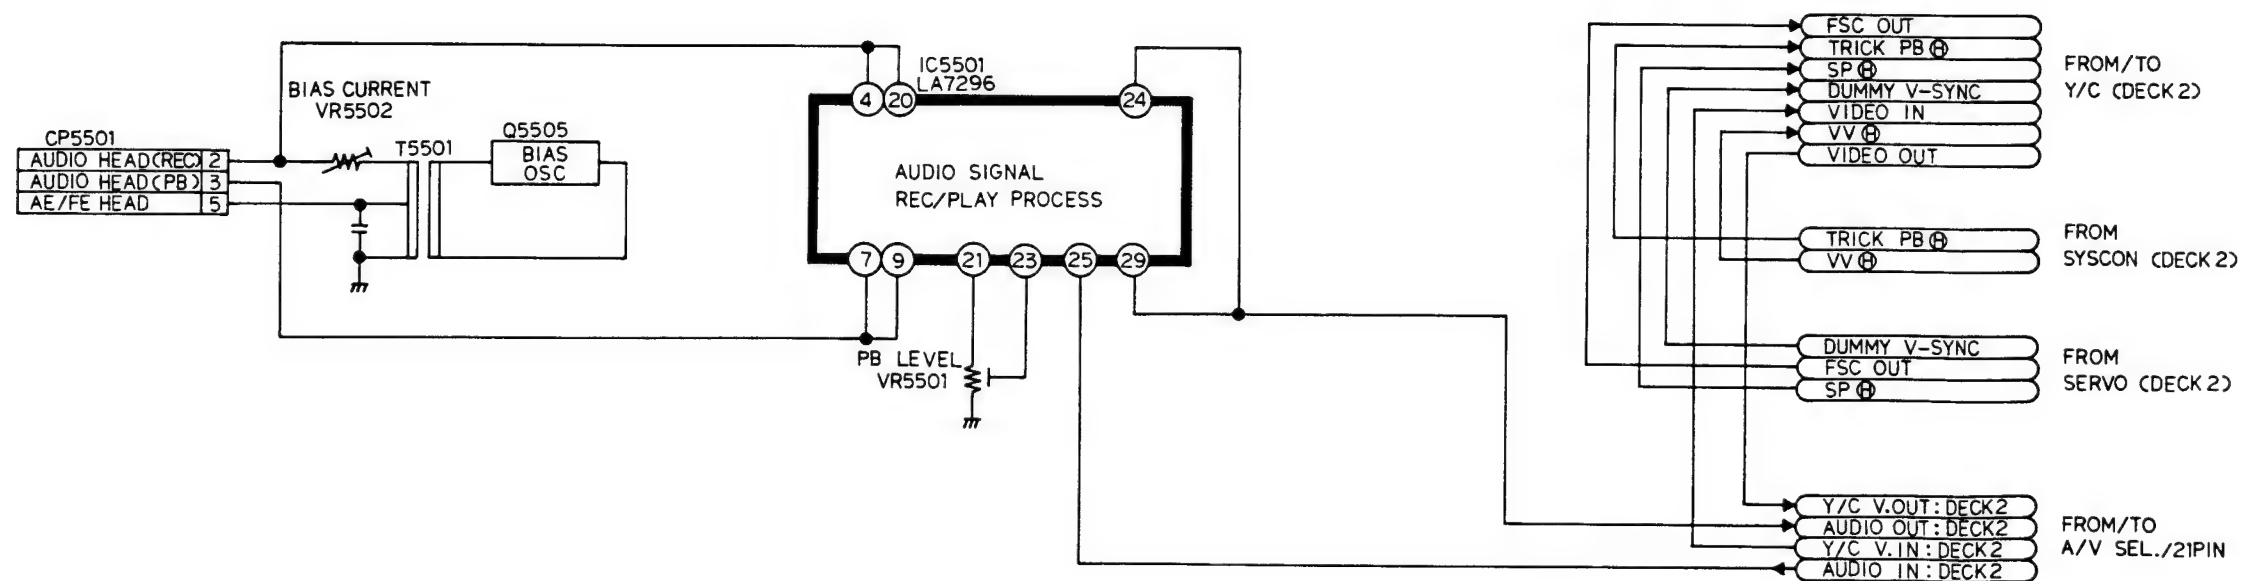 BIAS CURRENT
VR5502
CP5501
AUDIO HEAD(REC) 2
AUDIO HEAD(PB) 3
AE/FE HEAD 5
T5501
Q5505
BIAS
OSC
IC5501
LA7296
4 20 24
AUDIO SIGNAL
REC/PLAY PROCESS
7 9 21 23 25 29
PB LEVEL
VR5501
FSC OUT
TRICK PB Ⓗ
SP Ⓗ
DUMMY V-SYNC
VIDEO IN
VV Ⓗ
VIDEO OUT
FROM/TO
Y/C (DECK 2)
TRICK PB Ⓗ
VV Ⓗ
FROM
SYSCON (DECK 2)
DUMMY V-SYNC
FSC OUT
SP Ⓗ
FROM
SERVO (DECK 2)
Y/C V.OUT : DECK2
AUDIO OUT : DECK2
Y/C V.IN : DECK2
AUDIO IN : DECK2
FROM/TO
A/V SEL./21PIN